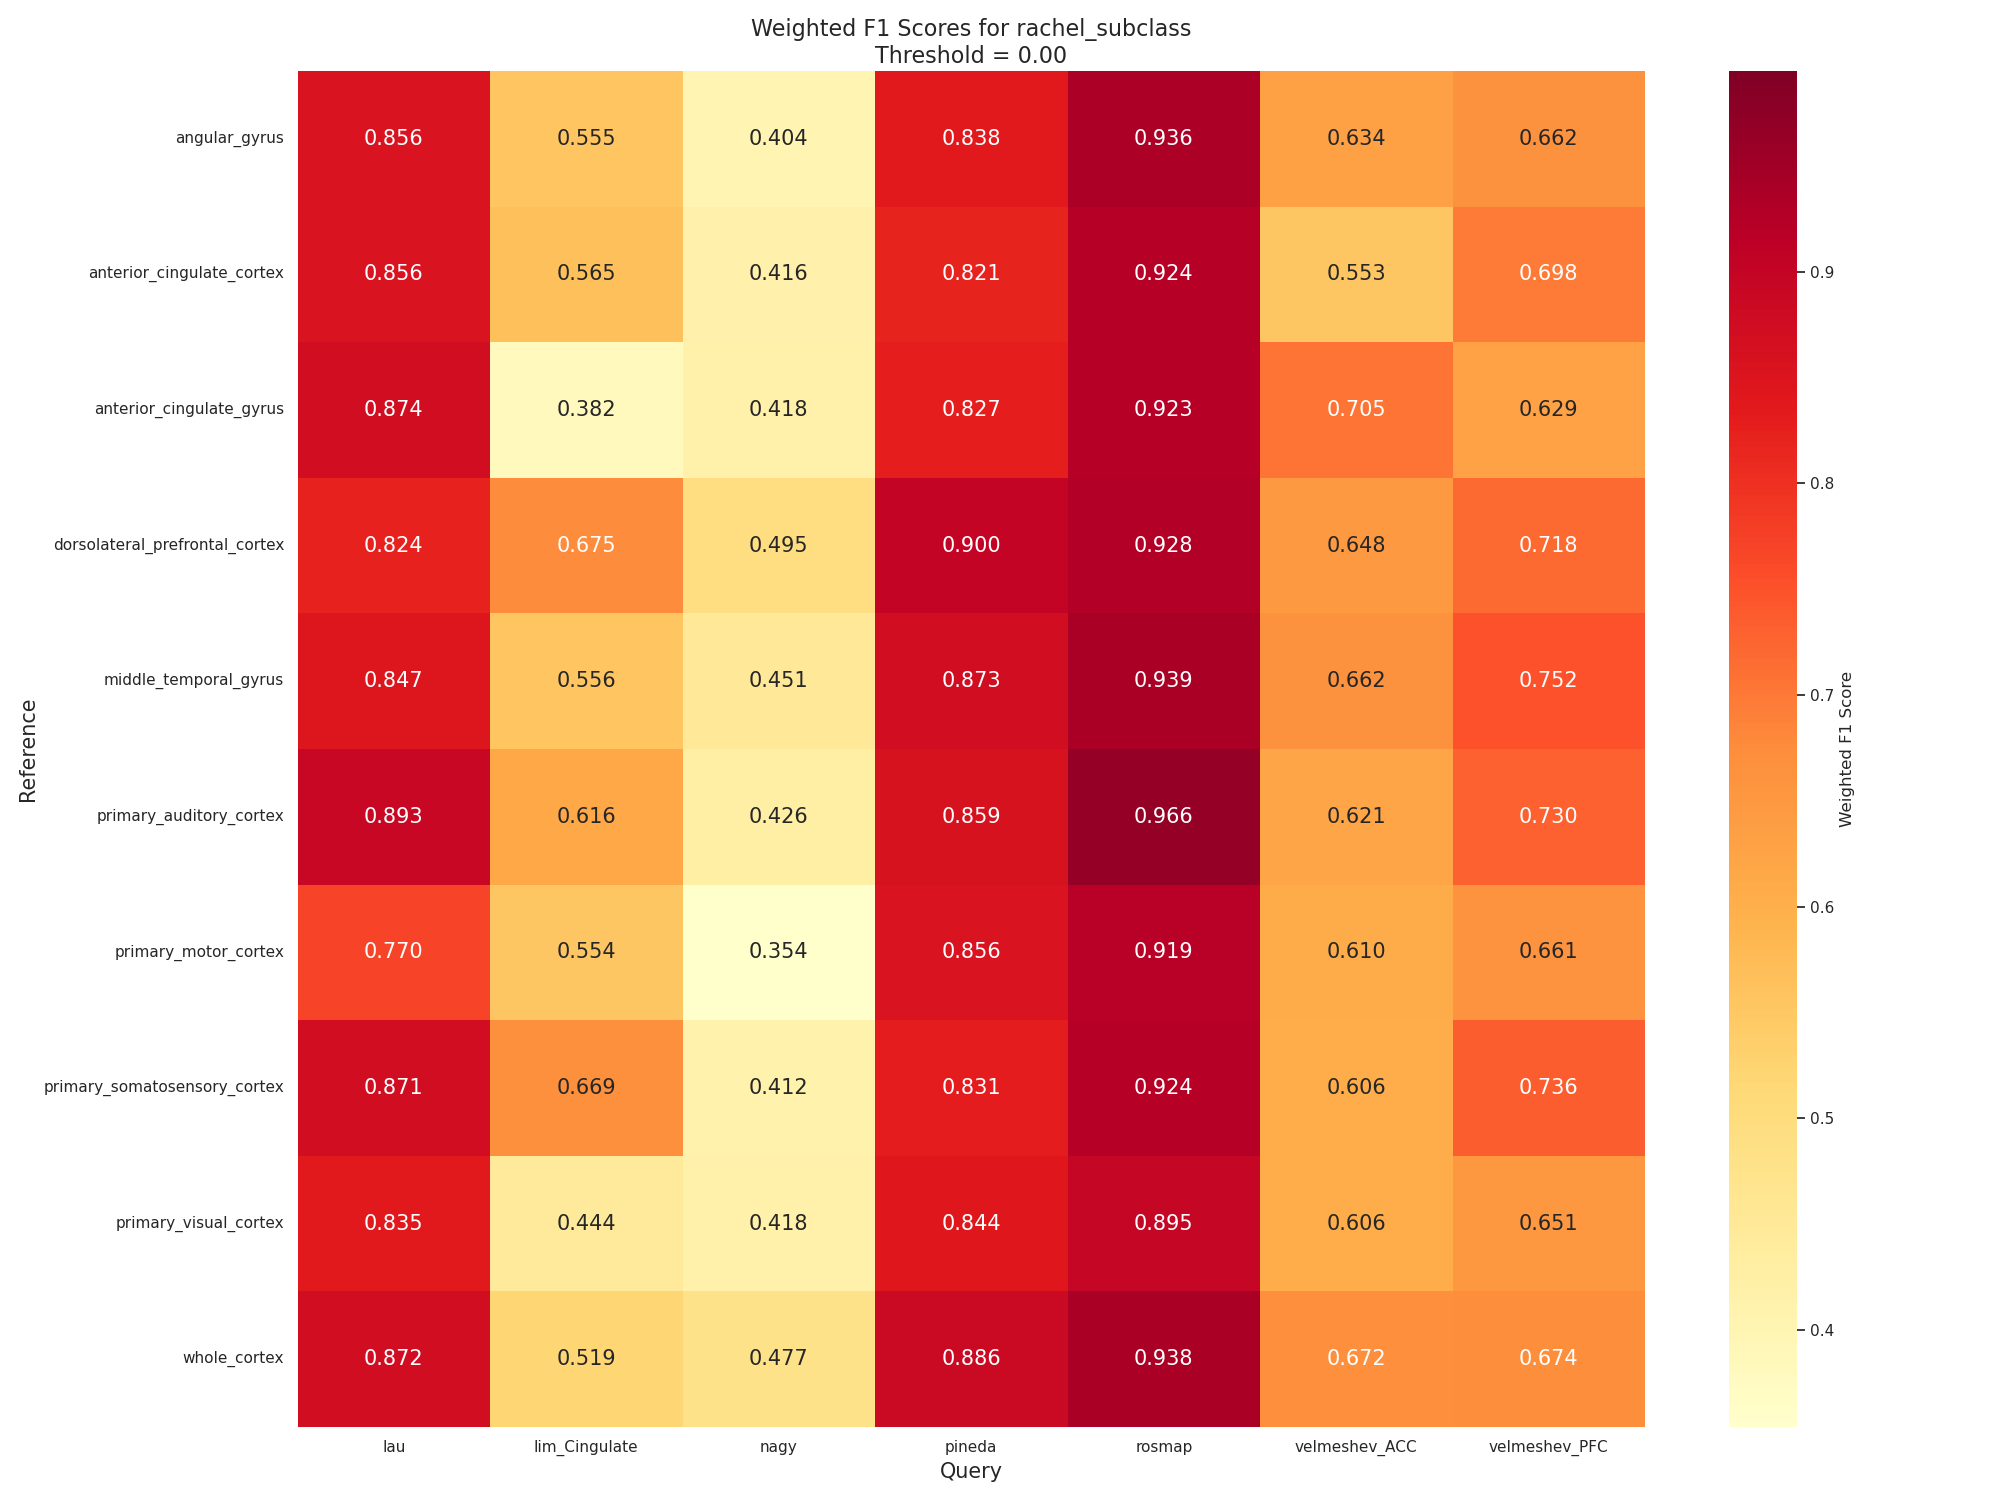 Weighted F1 Scores for rachel_subclass
Threshold = 0.00
Reference
angular_gyrus 0.856 0.555 0.404 0.838 0.936 0.634 0.662
anterior_cingulate_cortex 0.856 0.565 0.416 0.821 0.924 0.553 0.698
anterior_cingulate_gyrus 0.874 0.382 0.418 0.827 0.923 0.705 0.629
dorsolateral_prefrontal_cortex 0.824 0.675 0.495 0.900 0.928 0.648 0.718
middle_temporal_gyrus 0.847 0.556 0.451 0.873 0.939 0.662 0.752
primary_auditory_cortex 0.893 0.616 0.426 0.859 0.966 0.621 0.730
primary_motor_cortex 0.770 0.554 0.354 0.856 0.919 0.610 0.661
primary_somatosensory_cortex 0.871 0.669 0.412 0.831 0.924 0.606 0.736
primary_visual_cortex 0.835 0.444 0.418 0.844 0.895 0.606 0.651
whole_cortex 0.872 0.519 0.477 0.886 0.938 0.672 0.674
lau lim_Cingulate nagy pineda rosmap velmeshev_ACC velmeshev_PFC
Query
0.9
0.8
0.7
0.6
0.5
0.4
Weighted F1 Score